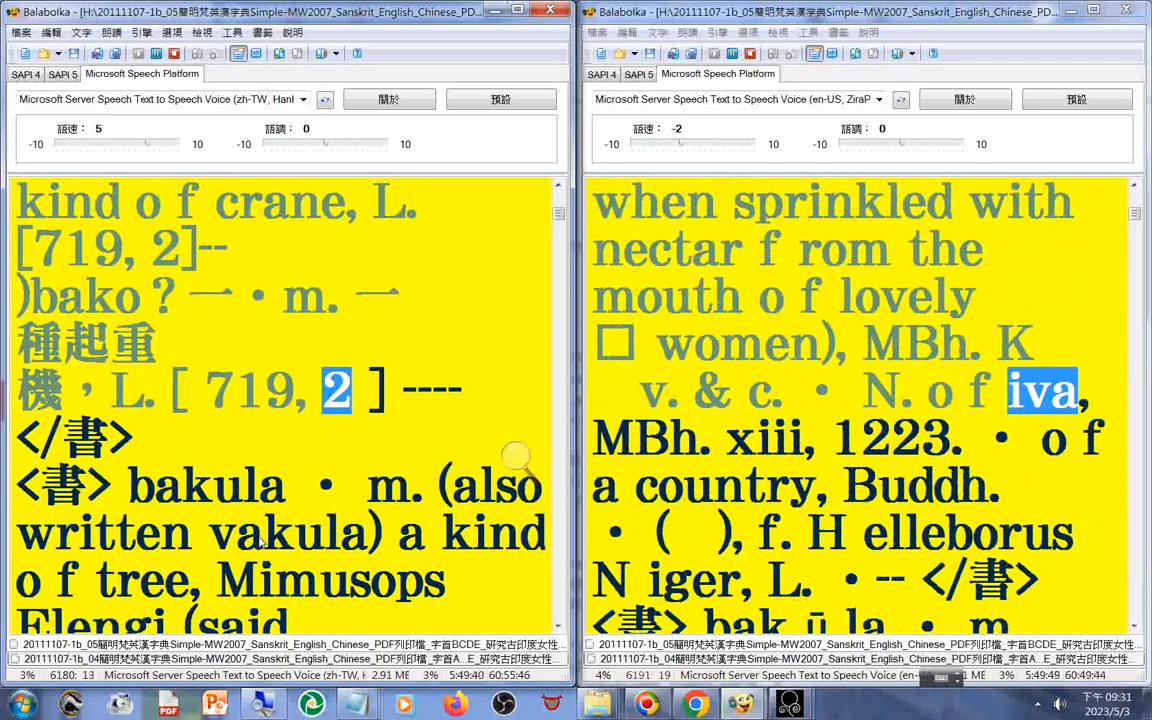 Balabolka - [H:\20111107-1b_05簡明梵英漢字典Simple-MW2007_Sanskrit_English_Chinese_PD...
檔案 編輯 文字 朗讀 引擎 選項 檢視 工具 書籤 說明
SAPI 4 SAPI 5 Microsoft Speech Platform
Microsoft Server Speech Text to Speech Voice (zh-TW, Hanl 關於 預設
語速： 5 語調： 0
-10 10 -10 10
kind o f crane, L.
[719, 2]--
)bako？一・m. 一
種起重
機，L. [ 719, 2 ] ----
</書>
<書> bakula ・ m. (also
written vakula) a kind
o f tree, Mimusops
Elengi (said
20111107-1b_05簡明梵英漢字典Simple-MW2007_Sanskrit_English_Chinese_PDF列印檔_字首BCDE_研究古印度女性...
20111107-1b_04簡明梵英漢字典Simple-MW2007_Sanskrit_English_Chinese_PDF列印檔_字首A...E_研究古印度女性...
3% 6180: 13 Microsoft Server Speech Text to Speech Voice (zh-TW, 2.91 MB 3% 5:49:40 60:55:46
Balabolka - [H:\20111107-1b_05簡明梵英漢字典Simple-MW2007_Sanskrit_English_Chinese_PD...
檔案 編輯 文字 朗讀 引擎 選項 檢視 工具 書籤 說明
SAPI 4 SAPI 5 Microsoft Speech Platform
Microsoft Server Speech Text to Speech Voice (en-US, ZiraP 關於 預設
語速： -2 語調： 0
-10 10 -10 10
when sprinkled with
nectar f rom the
mouth o f lovely
□ women), MBh. K
v. & c. ・ N. o f iva,
MBh. xiii, 1223. ・ o f
a country, Buddh.
・ ( ), f. H elleborus
N iger, L. ・-- </書>
<書> bak ū la ・ m
20111107-1b_05簡明梵英漢字典Simple-MW2007_Sanskrit_English_Chinese_PDF列印檔_字首BCDE_研究古印度女性...
20111107-1b_04簡明梵英漢字典Simple-MW2007_Sanskrit_English_Chinese_PDF列印檔_字首A...E_研究古印度女性...
4% 6191: 19 Microsoft Server Speech Text to Speech MB 3% 5:49:49 60:49:44
PDF
下午 09:31
2023/5/3